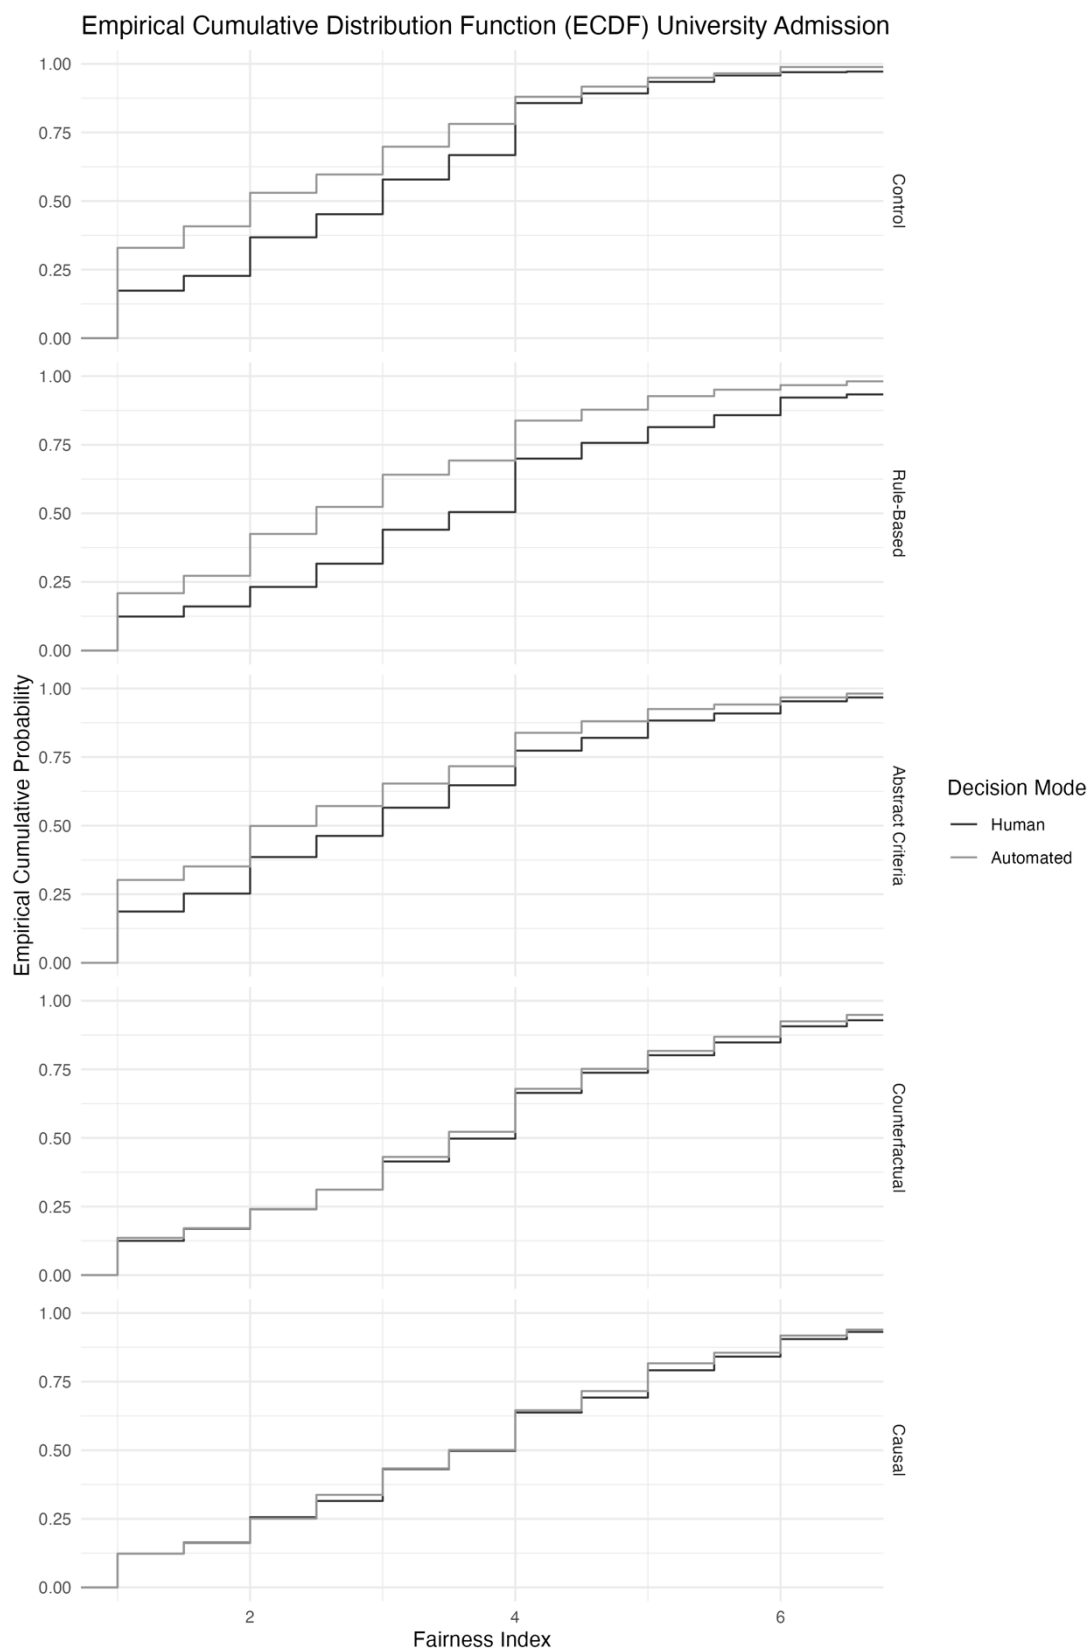 Empirical Cumulative Distribution Function (ECDF) University Admission
1.00
0.75
0.50
0.25
0.00
Control
1.00
0.75
0.50
0.25
0.00
Rule-Based
1.00
0.75
0.50
0.25
0.00
Abstract Criteria
1.00
0.75
0.50
0.25
0.00
Counterfactual
1.00
0.75
0.50
0.25
0.00
Causal
Empirical Cumulative Probability
2
4
6
Fairness Index
Decision Mode
Human
Automated